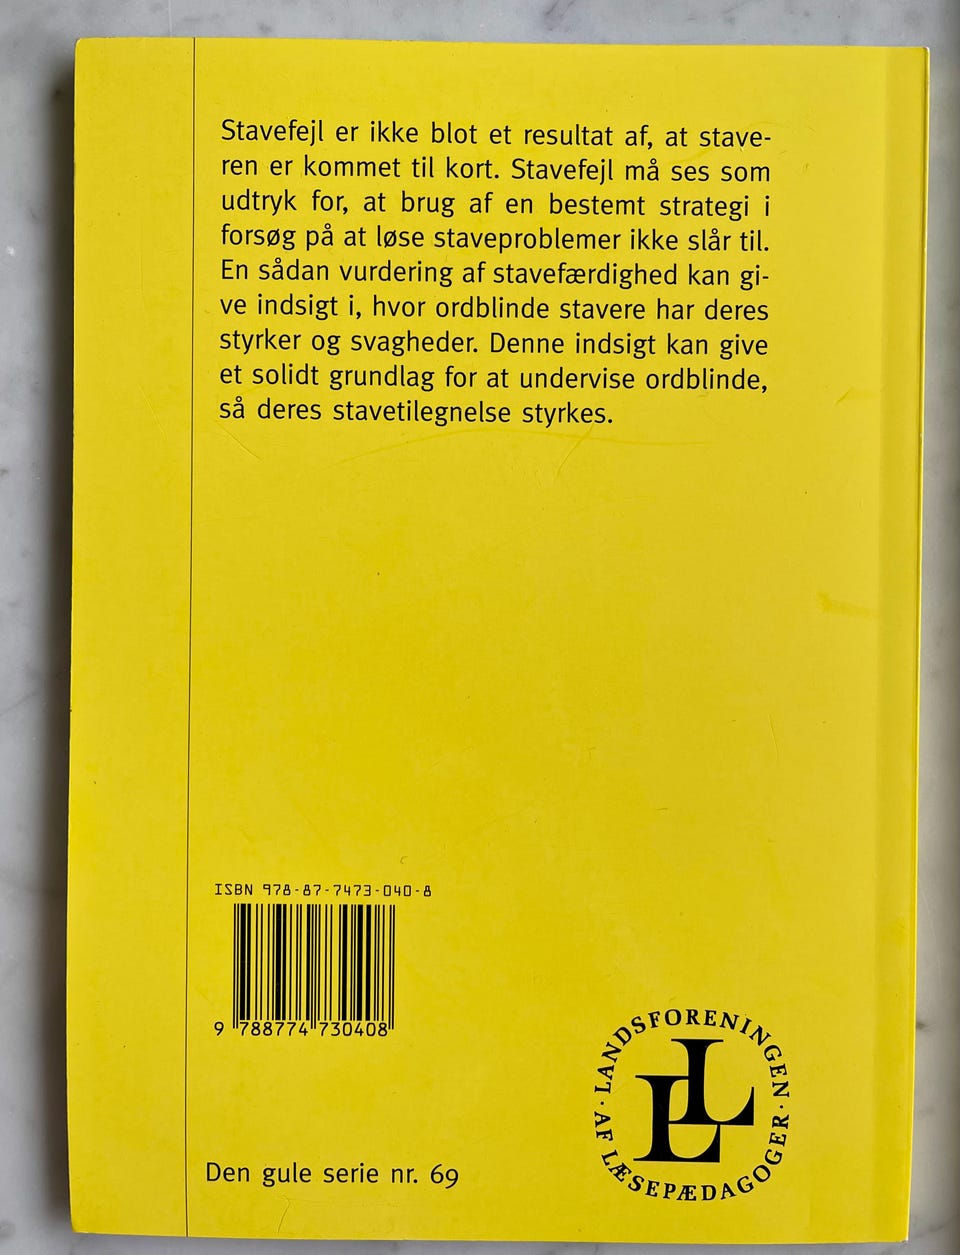 Stavefejl er ikke blot et resultat af, at stave-
ren er kommet til kort. Stavefejl må ses som
udtryk for, at brug af en bestemt strategi i
forsøg på at løse staveproblemer ikke slår til.
En sådan vurdering af stavefærdighed kan gi-
ve indsigt i, hvor ordblinde stavere har deres
styrker og svagheder. Denne indsigt kan give
et solidt grundlag for at undervise ordblinde,
så deres stavetilegnelse styrkes.
ISBN 978-87-7473-040-8
9 788774 730408
LANDSFORENINGEN · AF LÆSEPÆDAGOGER ·
LL
Den gule serie nr. 69